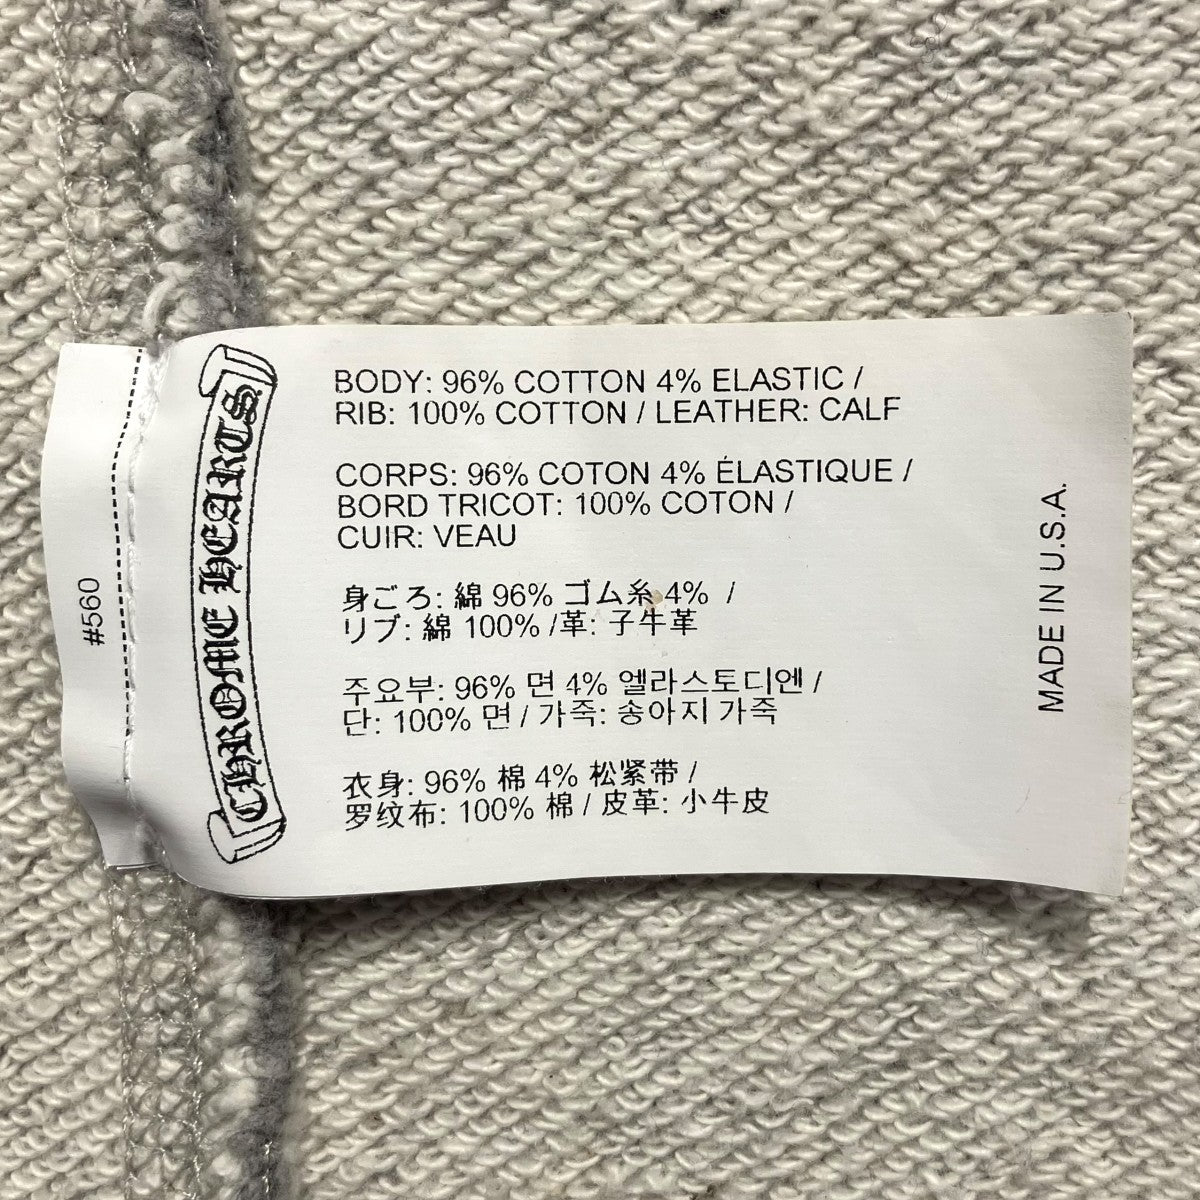 #560
CHROME HEARTS
BODY: 96% COTTON 4% ELASTIC /
RIB: 100% COTTON / LEATHER: CALF
CORPS: 96% COTON 4% ÉLASTIQUE /
BORD TRICOT: 100% COTON /
CUIR: VEAU
身ごろ: 綿 96% ゴム糸 4% /
リブ: 綿 100% /革: 子牛革
주요부: 96% 면 4% 엘라스토디엔 /
단: 100% 면 / 가죽: 송아지 가죽
衣身: 96% 棉 4% 松紧带 /
罗纹布: 100% 棉 / 皮革: 小牛皮
MADE IN U.S.A.